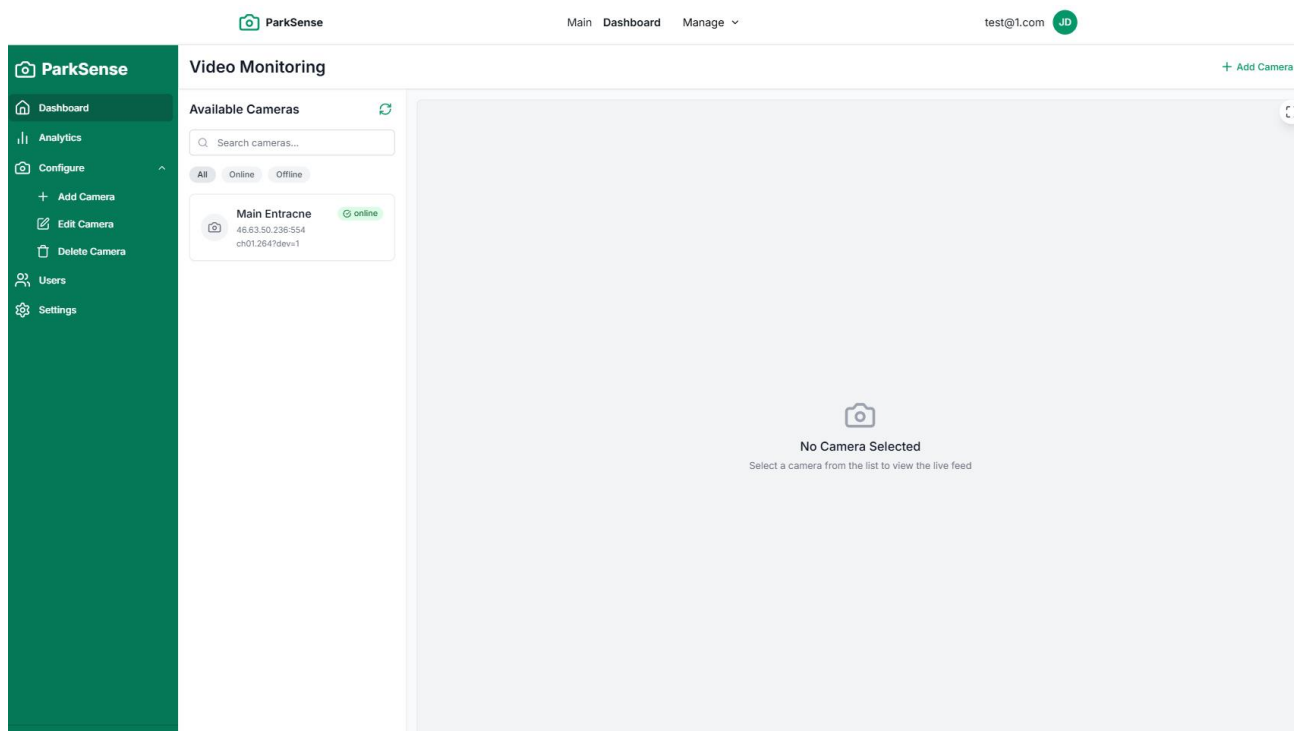 ParkSense
Main Dashboard Manage
test@1.com JD
ParkSense
Dashboard
Analytics
Configure
Add Camera
Edit Camera
Delete Camera
Users
Settings
Video Monitoring
+ Add Camera
Available Cameras
Search cameras...
All Online Offline
Main Entracne online
46.63.50.236:554
ch01.264?dev=1
No Camera Selected
Select a camera from the list to view the live feed